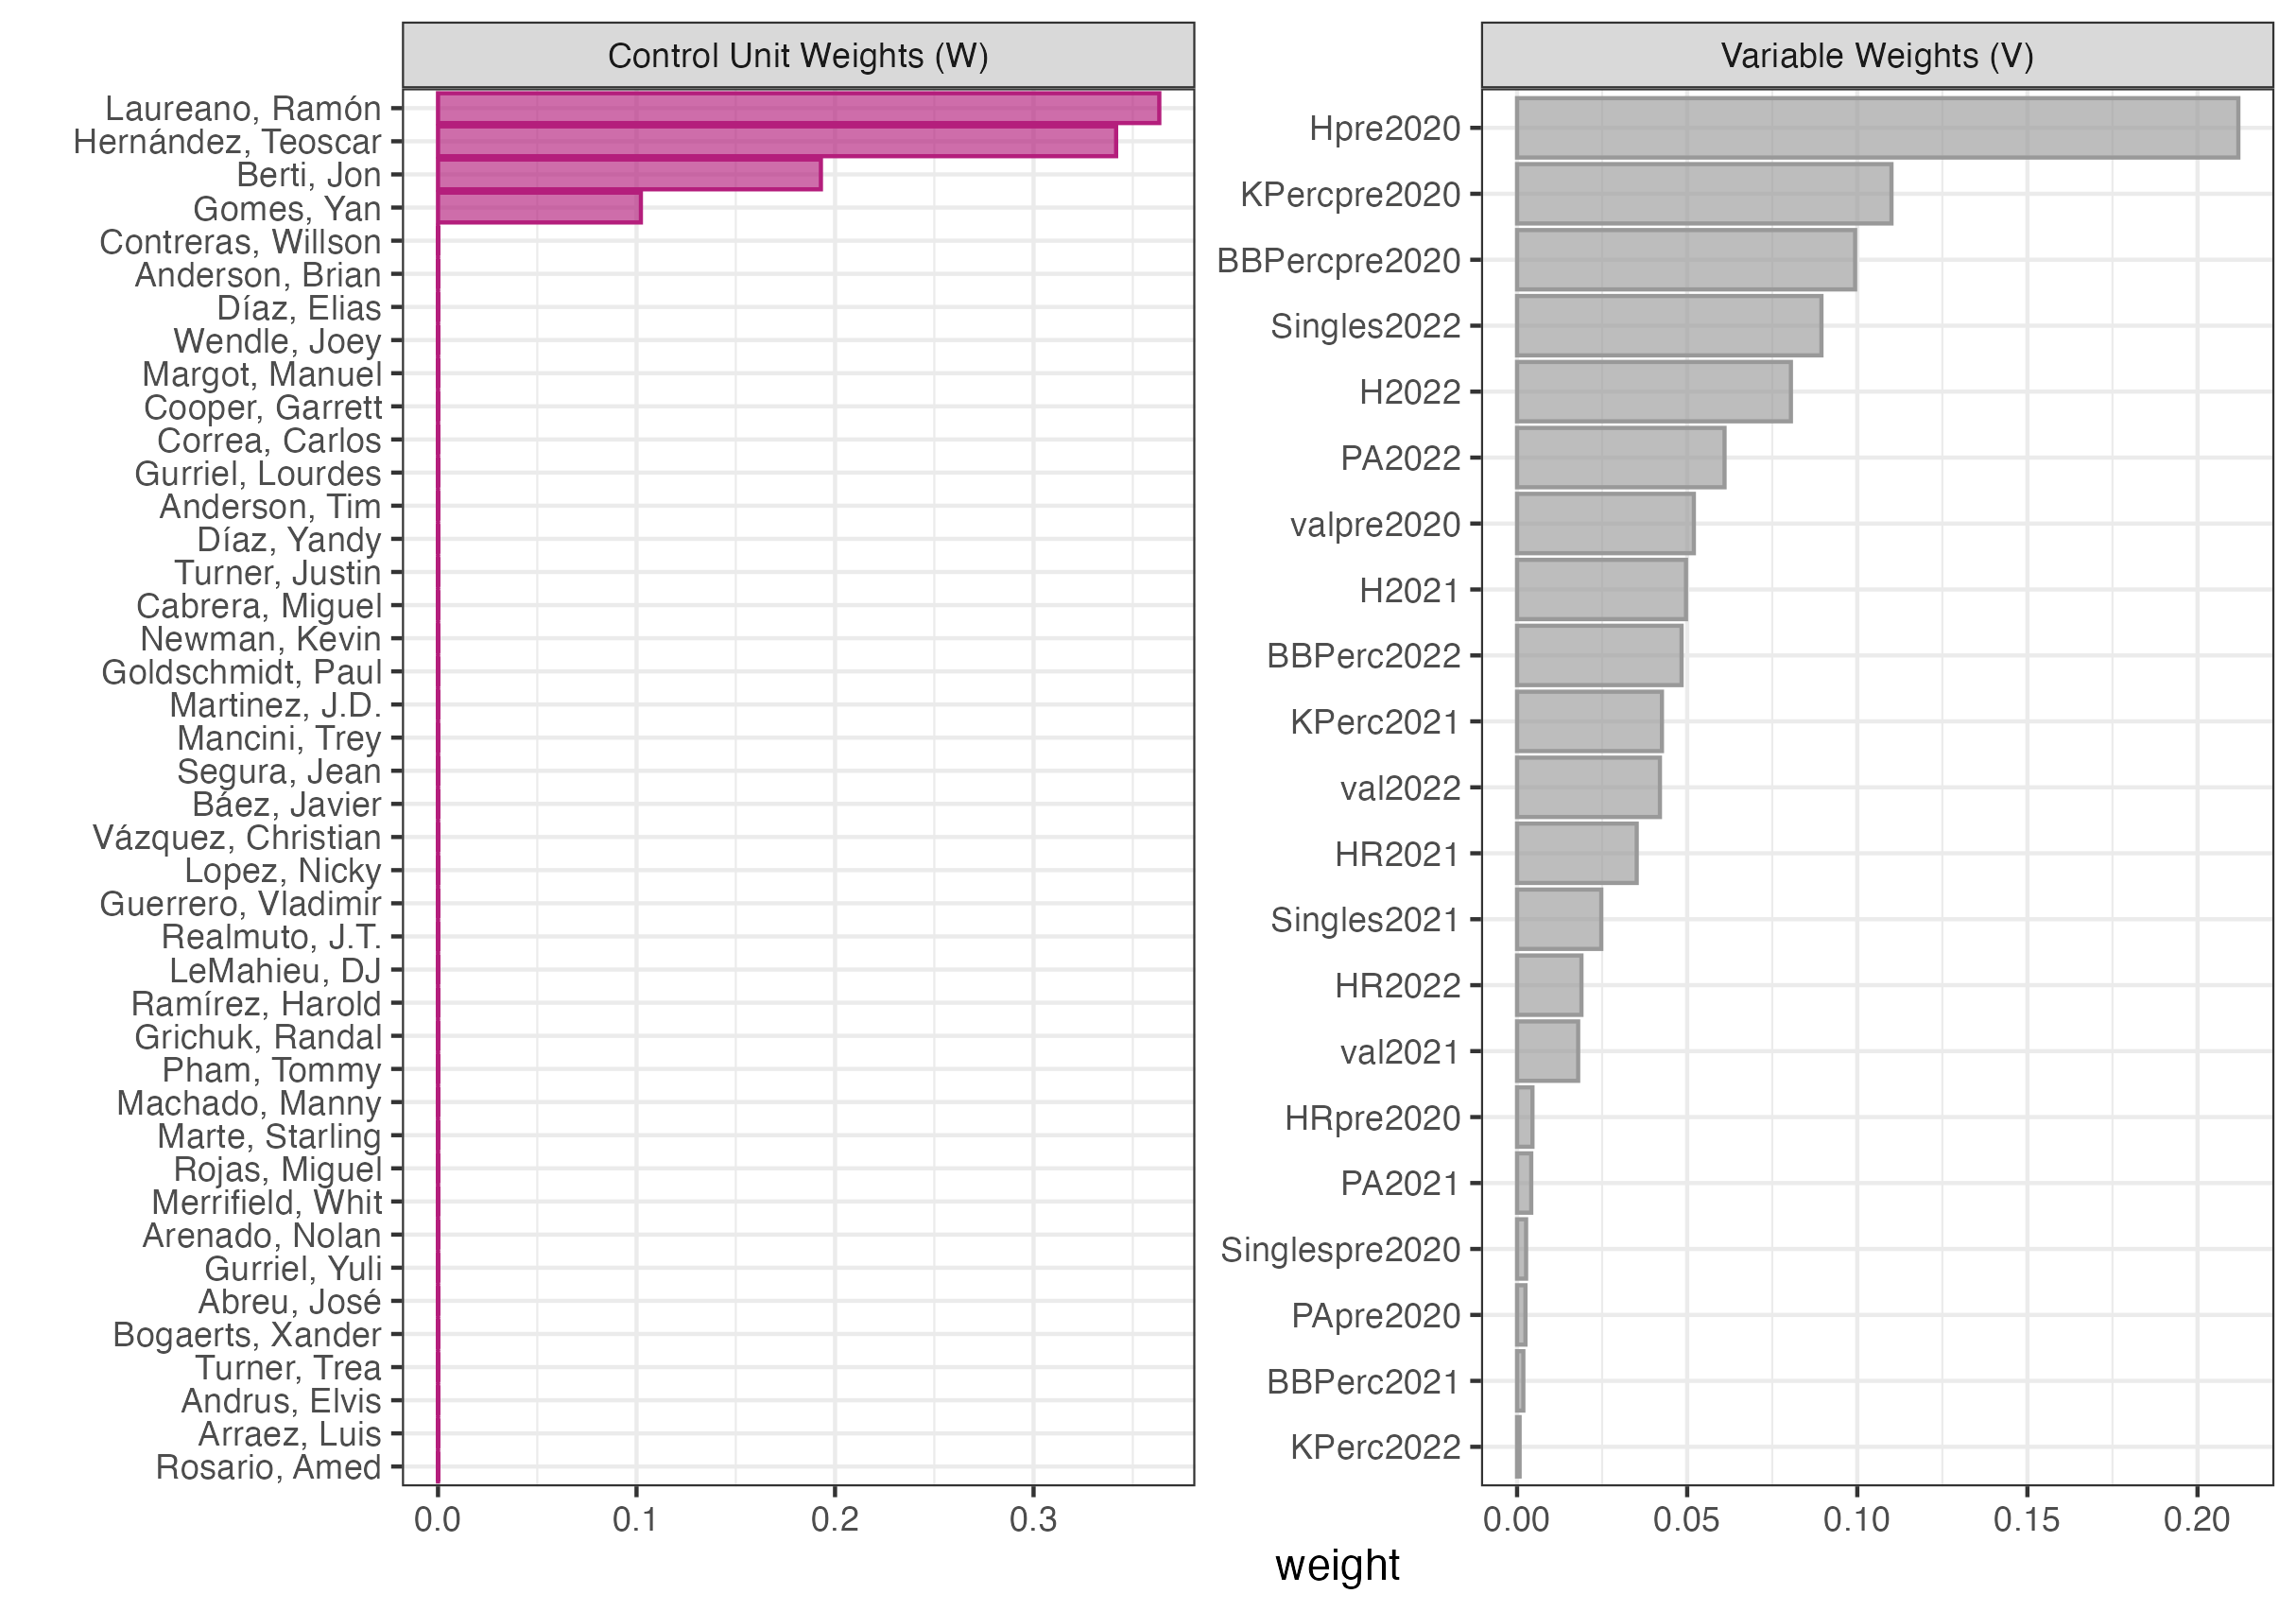 Control Unit Weights (W)
Laureano, Ramón
Hernández, Teoscar
Berti, Jon
Gomes, Yan
Contreras, Willson
Anderson, Brian
Díaz, Elias
Wendle, Joey
Margot, Manuel
Cooper, Garrett
Correa, Carlos
Gurriel, Lourdes
Anderson, Tim
Díaz, Yandy
Turner, Justin
Cabrera, Miguel
Newman, Kevin
Goldschmidt, Paul
Martinez, J.D.
Mancini, Trey
Segura, Jean
Báez, Javier
Vázquez, Christian
Lopez, Nicky
Guerrero, Vladimir
Realmuto, J.T.
LeMahieu, DJ
Ramírez, Harold
Grichuk, Randal
Pham, Tommy
Machado, Manny
Marte, Starling
Rojas, Miguel
Merrifield, Whit
Arenado, Nolan
Gurriel, Yuli
Abreu, José
Bogaerts, Xander
Turner, Trea
Andrus, Elvis
Arraez, Luis
Rosario, Amed
0.0 0.1 0.2 0.3
Variable Weights (V)
Hpre2020
KPercpre2020
BBPercpre2020
Singles2022
H2022
PA2022
valpre2020
H2021
BBPerc2022
KPerc2021
val2022
HR2021
Singles2021
HR2022
val2021
HRpre2020
PA2021
Singlespre2020
PApre2020
BBPerc2021
KPerc2022
0.00 0.05 0.10 0.15 0.20
weight